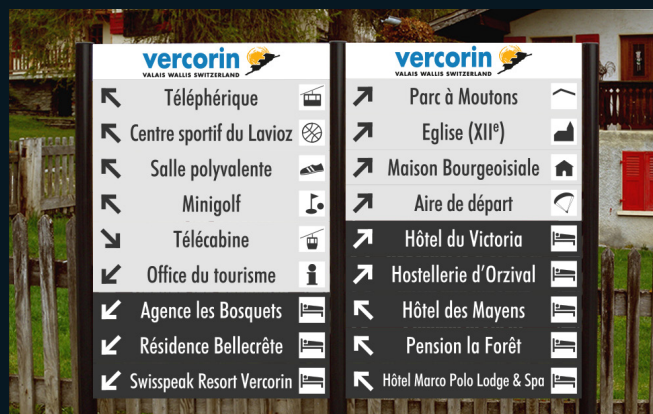 vercorin
VALAIS WALLIS SWITZERLAND
Téléphérique
Centre sportif du Lavioz
Salle polyvalente
Minigolf
Télécabine
Office du tourisme
Agence les Bosquets
Résidence Bellecrête
Swisspeak Resort Vercorin
vercorin
VALAIS WALLIS SWITZERLAND
Parc à Moutons
Eglise (XIIᵉ)
Maison Bourgeoisiale
Aire de départ
Hôtel du Victoria
Hostellerie d'Orzival
Hôtel des Mayens
Pension la Forêt
Hôtel Marco Polo Lodge & Spa